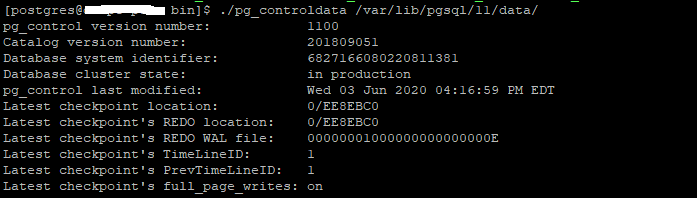 [postgres@ bin]$ ./pg_controldata /var/lib/pgsql/11/data/
pg_control version number: 1100
Catalog version number: 201809051
Database system identifier: 6827166080220811381
Database cluster state: in production
pg_control last modified: Wed 03 Jun 2020 04:16:59 PM EDT
Latest checkpoint location: 0/EE8EBC0
Latest checkpoint's REDO location: 0/EE8EBC0
Latest checkpoint's REDO WAL file: 00000001000000000000000E
Latest checkpoint's TimeLineID: 1
Latest checkpoint's PrevTimeLineID: 1
Latest checkpoint's full_page_writes: on